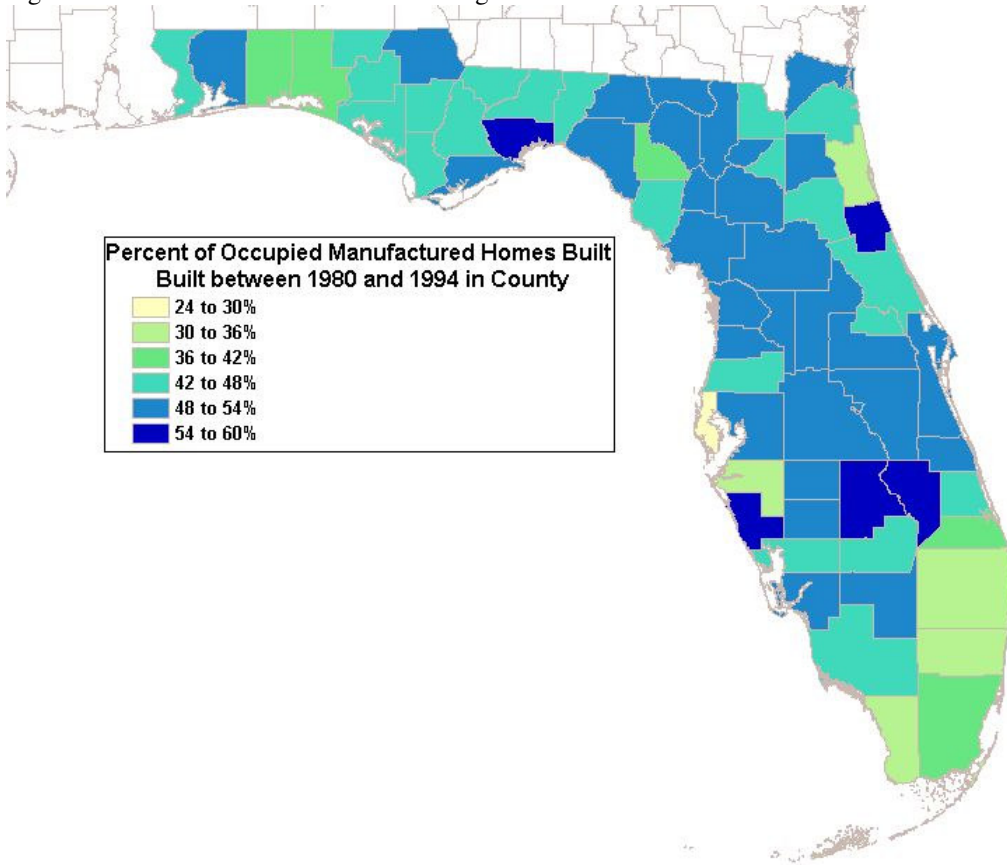 Percent of Occupied Manufactured Homes Built
Built between 1980 and 1994 in County
24 to 30%
30 to 36%
36 to 42%
42 to 48%
48 to 54%
54 to 60%